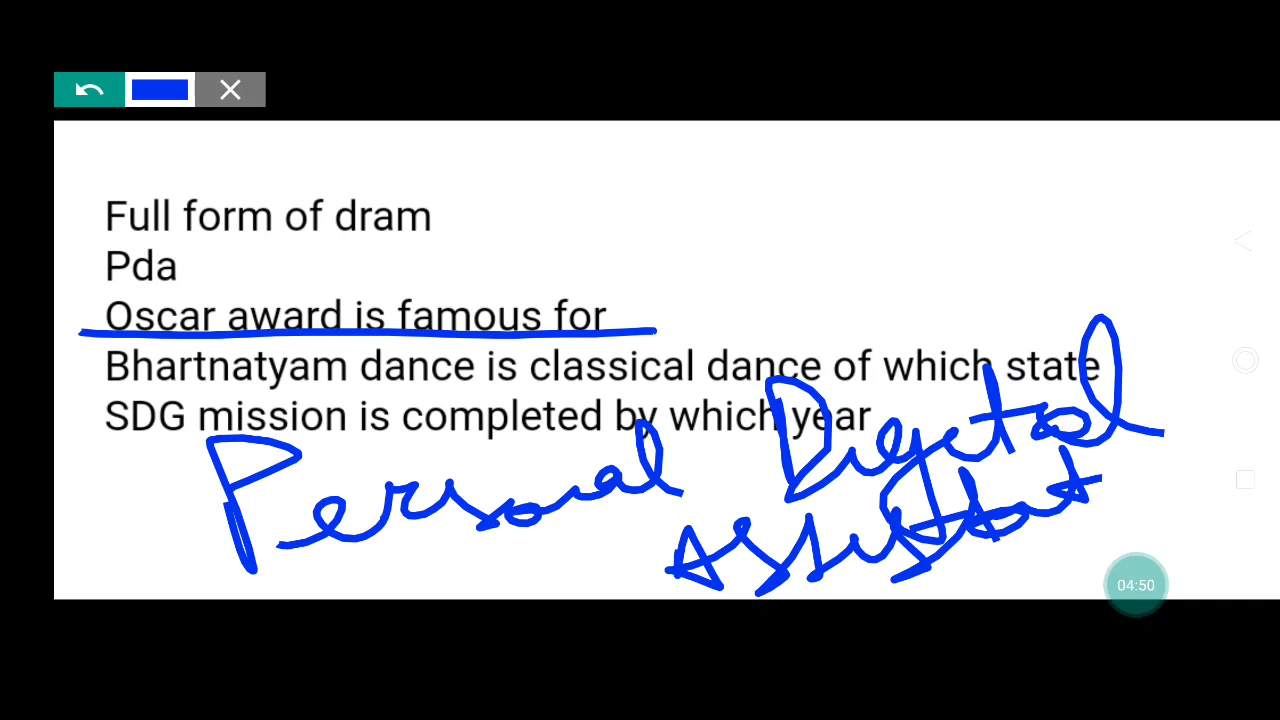 Full form of dram
Pda
Oscar award is famous for
Bhartnatyam dance is classical dance of which state
SDG mission is completed by which year
Personal Digital
Assistant
04:50